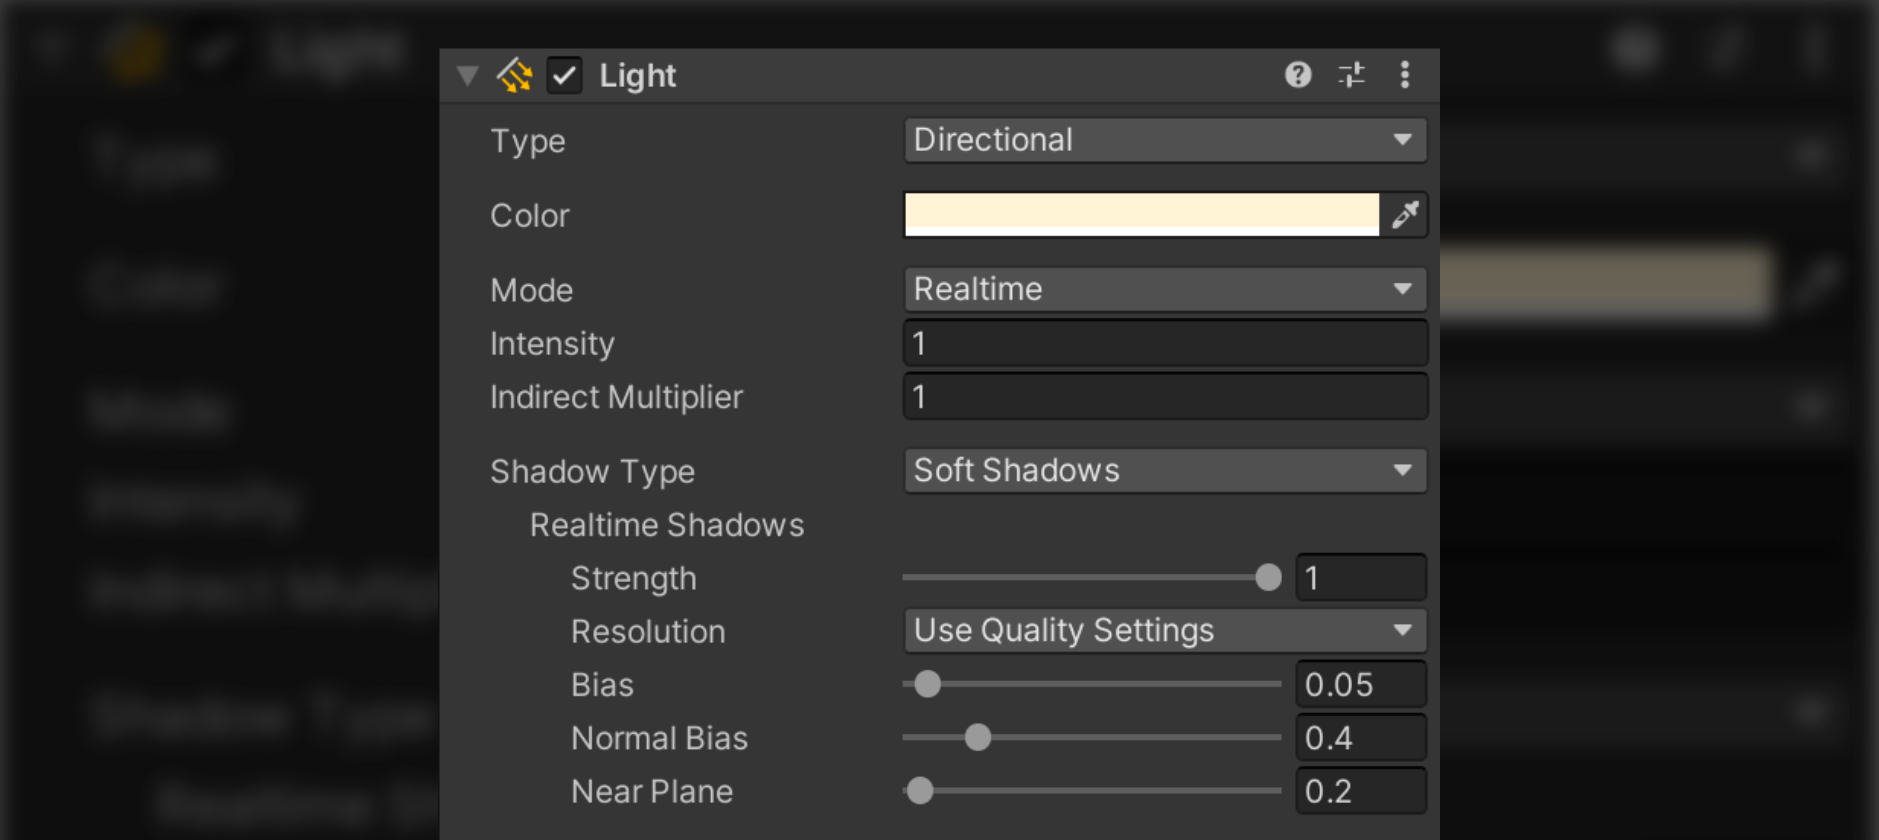 Light
Type Directional
Color
Mode Realtime
Intensity 1
Indirect Multiplier 1
Shadow Type Soft Shadows
Realtime Shadows
Strength 1
Resolution Use Quality Settings
Bias 0.05
Normal Bias 0.4
Near Plane 0.2